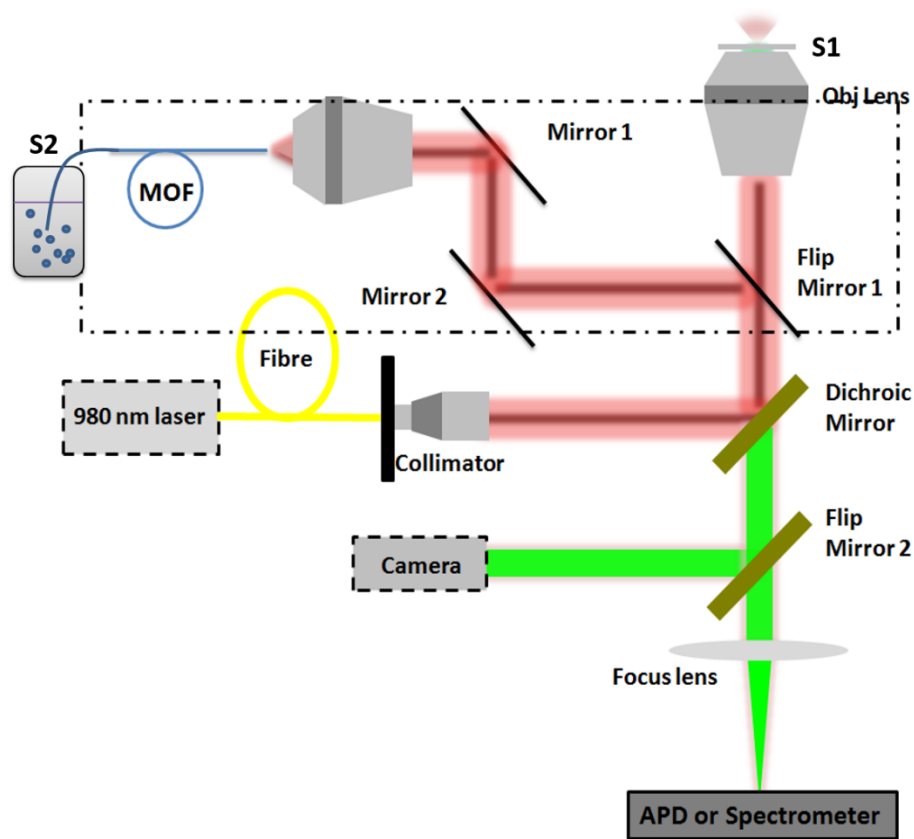 S1
Obj Lens
Mirror 1
S2
MOF
Flip
Mirror 1
Mirror 2
Fibre
980 nm laser
Dichroic
Mirror
Collimator
Flip
Mirror 2
Camera
Focus lens
APD or Spectrometer